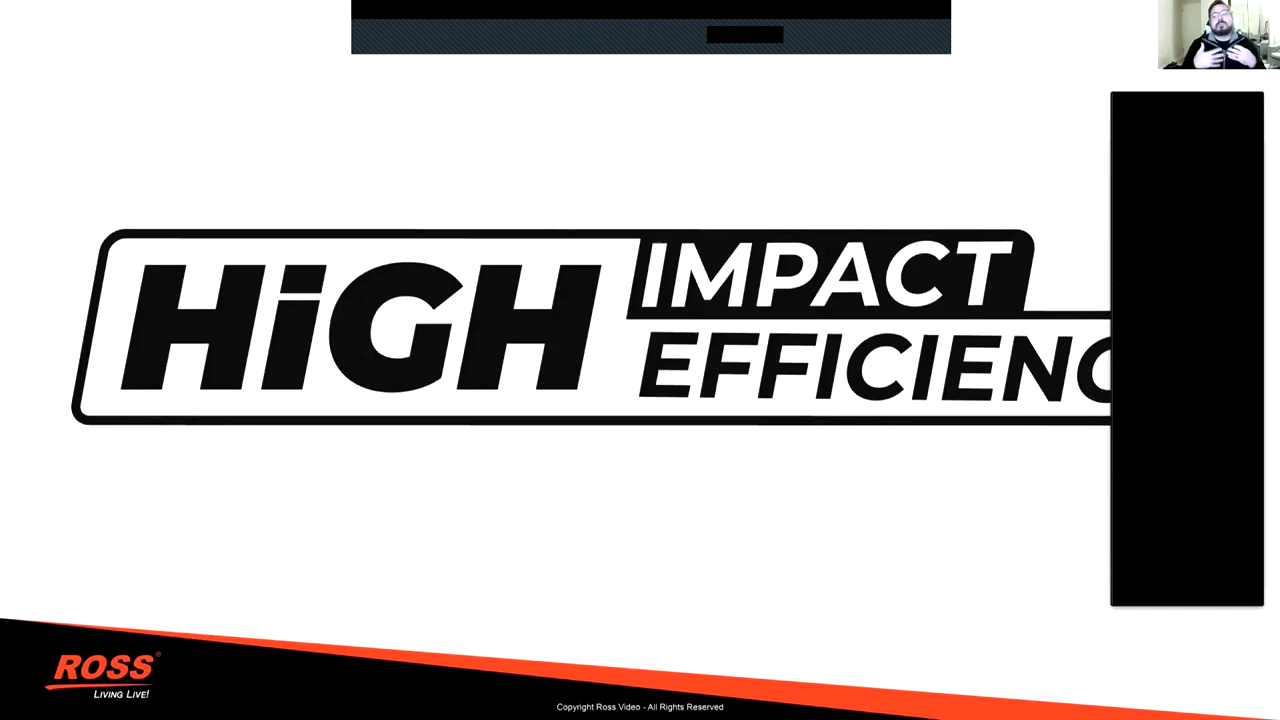 HiGH IMPACT
EFFICIENC
ROSS®
LIVING LIVE!
Copyright Ross Video - All Rights Reserved